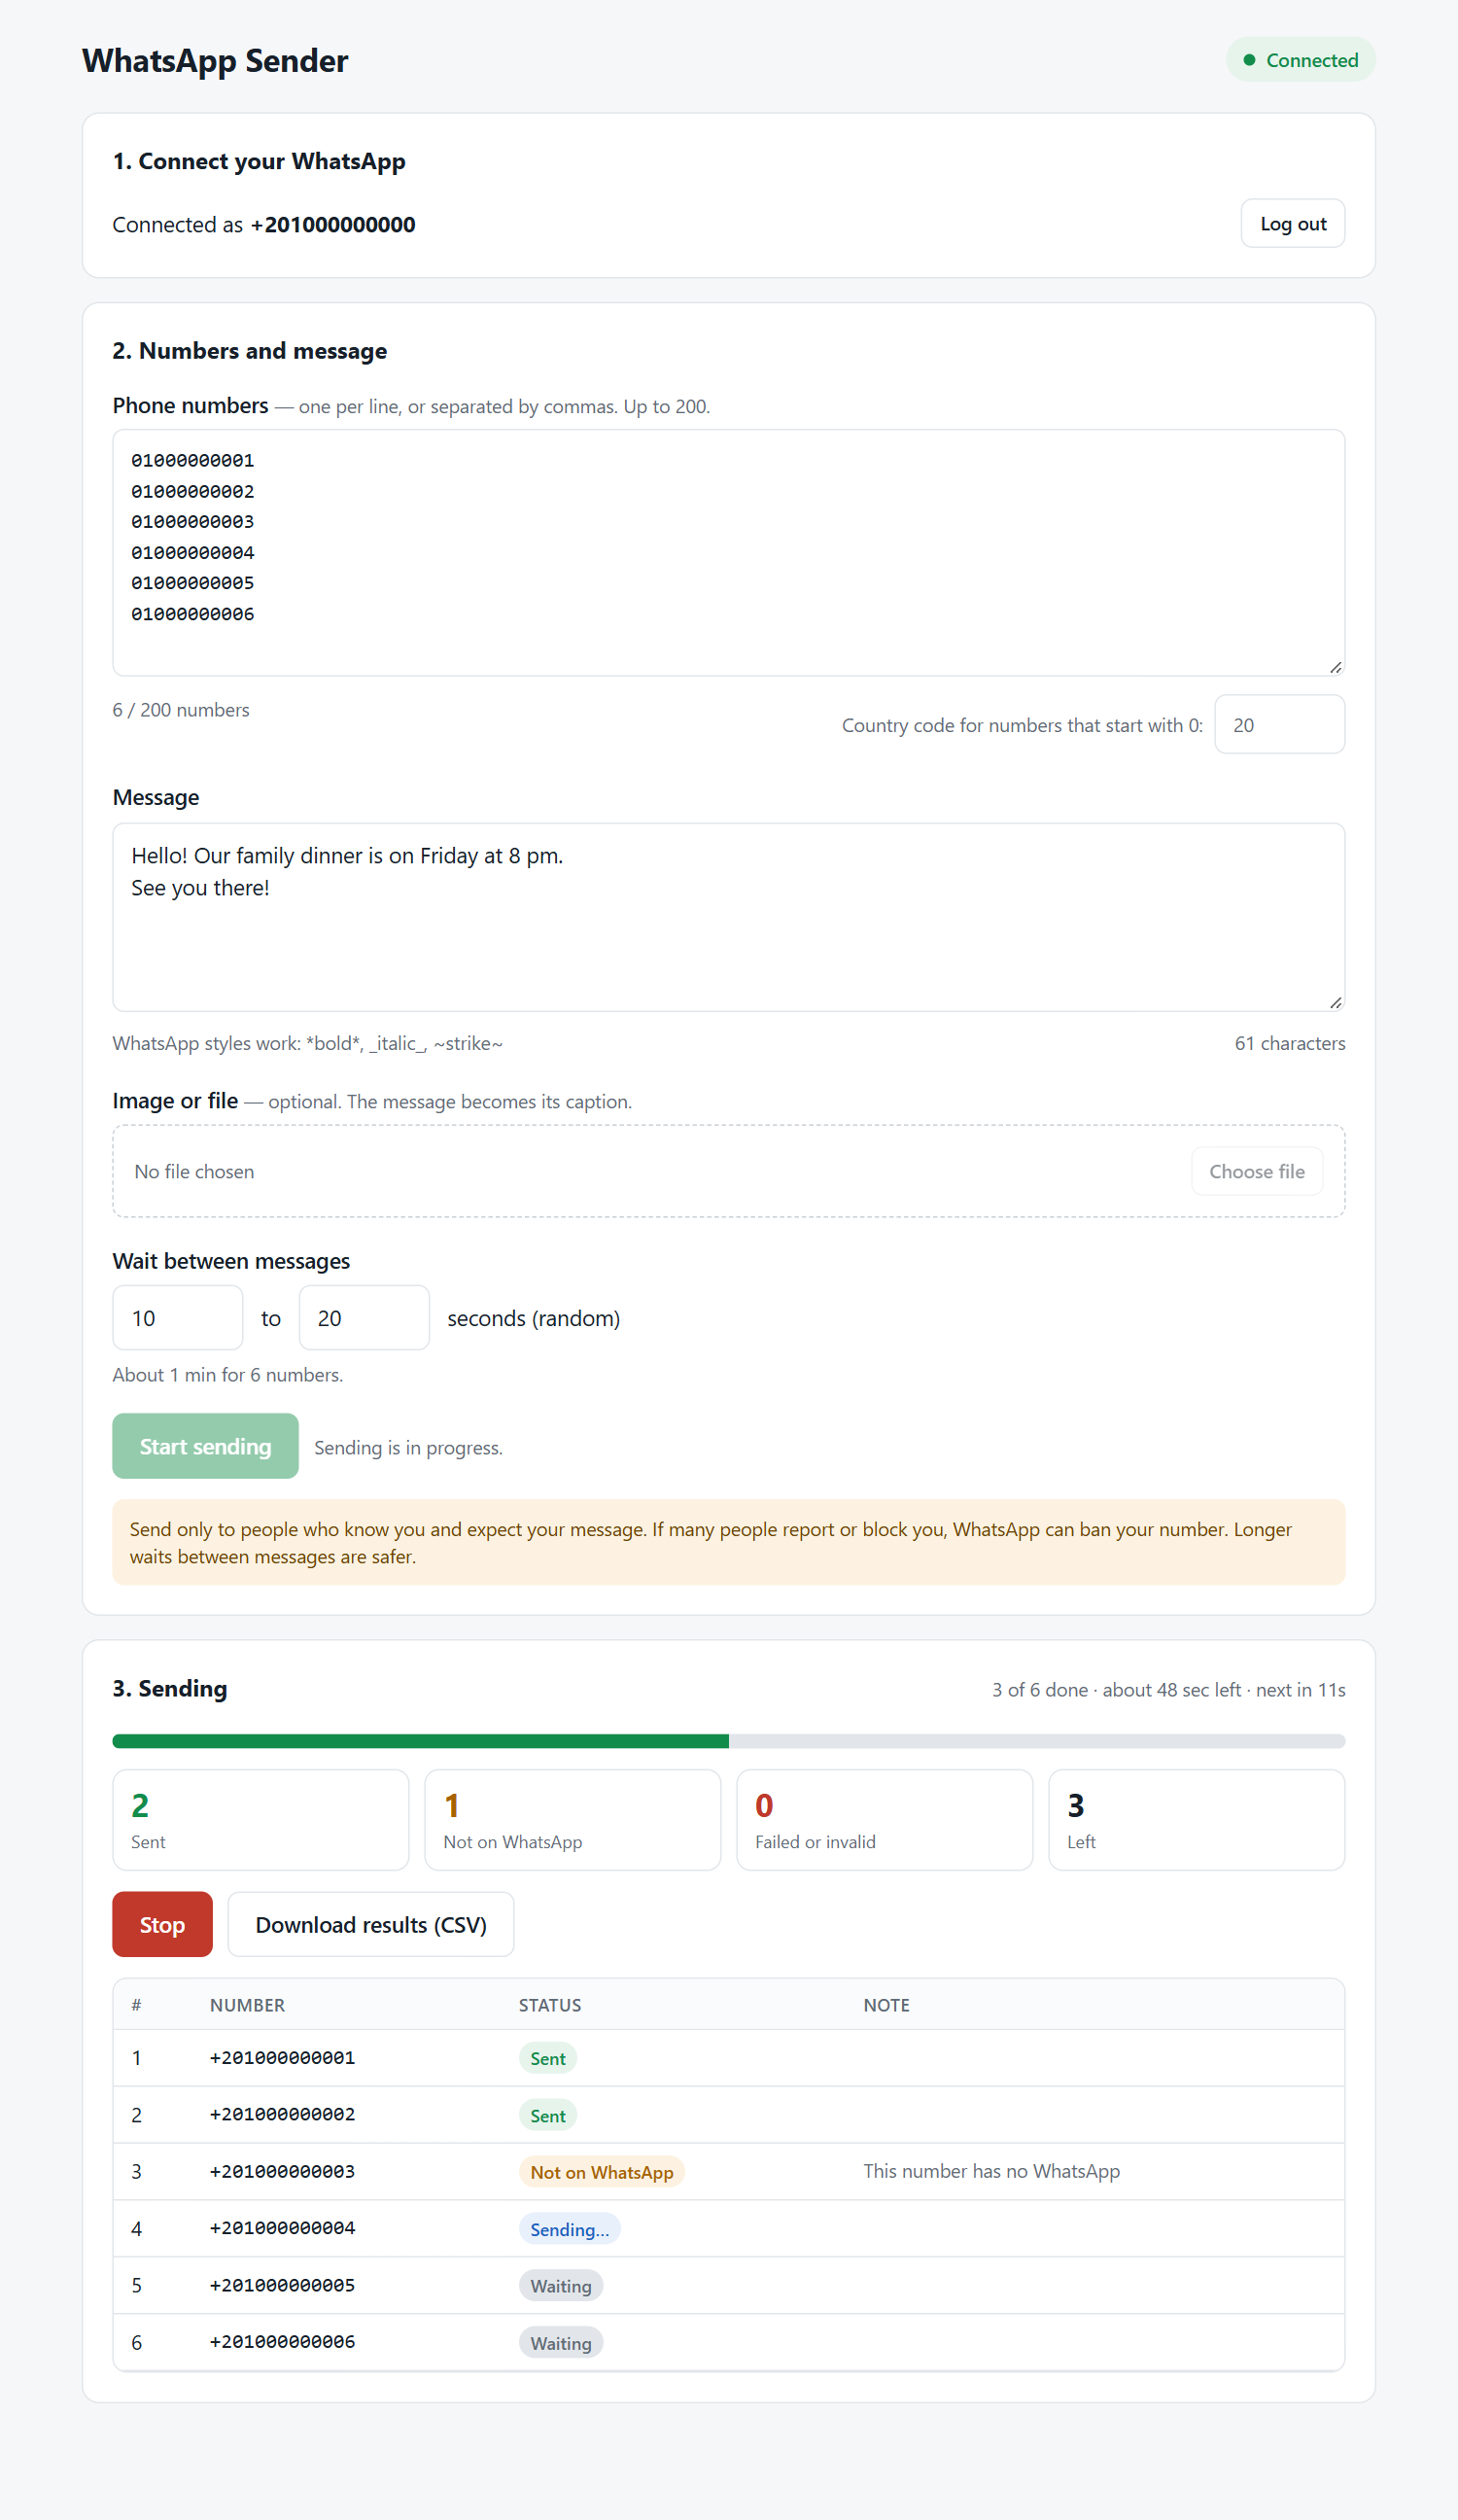 WhatsApp Sender
Connected
1. Connect your WhatsApp
Connected as +201000000000
Log out
2. Numbers and message
Phone numbers — one per line, or separated by commas. Up to 200.
01000000001
01000000002
01000000003
01000000004
01000000005
01000000006
6 / 200 numbers
Country code for numbers that start with 0: 20
Message
Hello! Our family dinner is on Friday at 8 pm.
See you there!
WhatsApp styles work: *bold*, _italic_, ~strike~
61 characters
Image or file — optional. The message becomes its caption.
No file chosen
Choose file
Wait between messages
10 to 20 seconds (random)
About 1 min for 6 numbers.
Start sending
Sending is in progress.
Send only to people who know you and expect your message. If many people report or block you, WhatsApp can ban your number. Longer
waits between messages are safer.
3. Sending
3 of 6 done · about 48 sec left · next in 11s
2
Sent
1
Not on WhatsApp
0
Failed or invalid
3
Left
Stop
Download results (CSV)
# NUMBER STATUS NOTE
1 +201000000001 Sent
2 +201000000002 Sent
3 +201000000003 Not on WhatsApp This number has no WhatsApp
4 +201000000004 Sending…
5 +201000000005 Waiting
6 +201000000006 Waiting